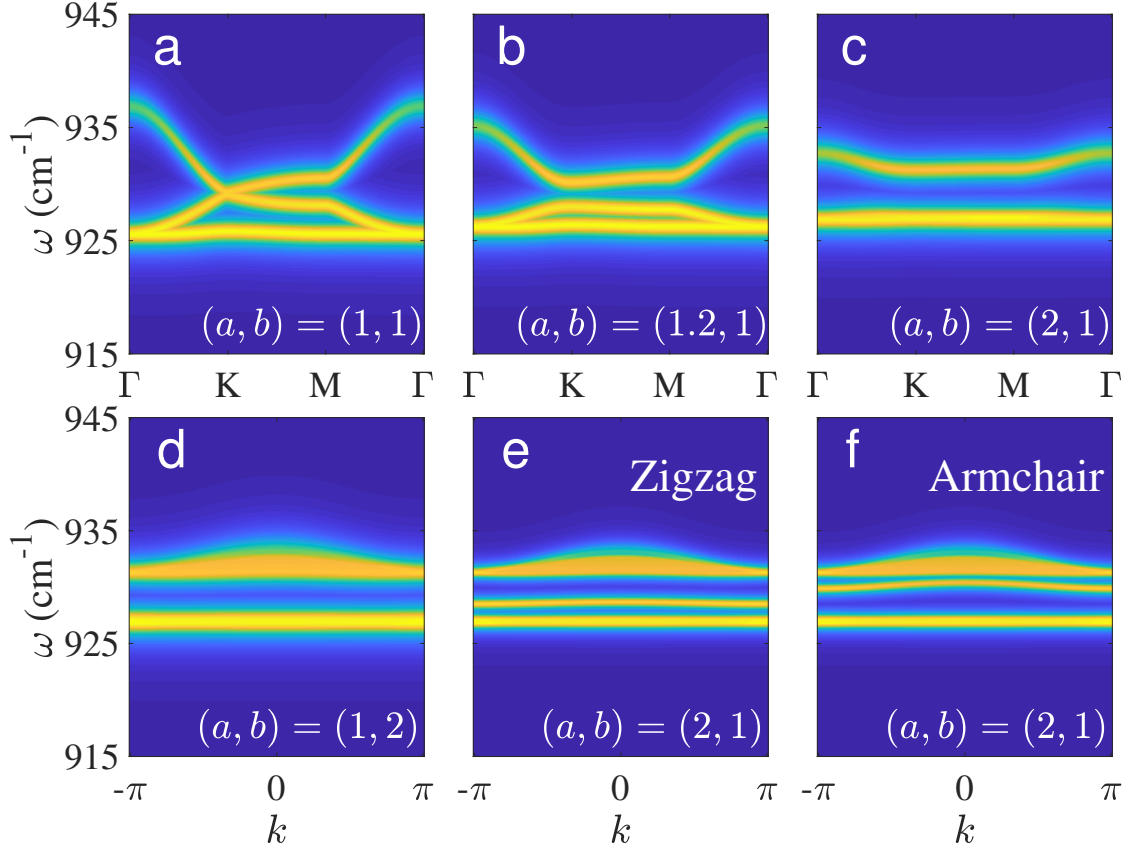 945
935
925
915
ω (cm⁻¹)
a
(a, b) = (1, 1)
Γ K M Γ
b
(a, b) = (1.2, 1)
Γ K M Γ
c
(a, b) = (2, 1)
Γ K M Γ
945
935
925
915
ω (cm⁻¹)
d
(a, b) = (1, 2)
-π 0 π
k
e
Zigzag
(a, b) = (2, 1)
-π 0 π
k
f
Armchair
(a, b) = (2, 1)
-π 0 π
k